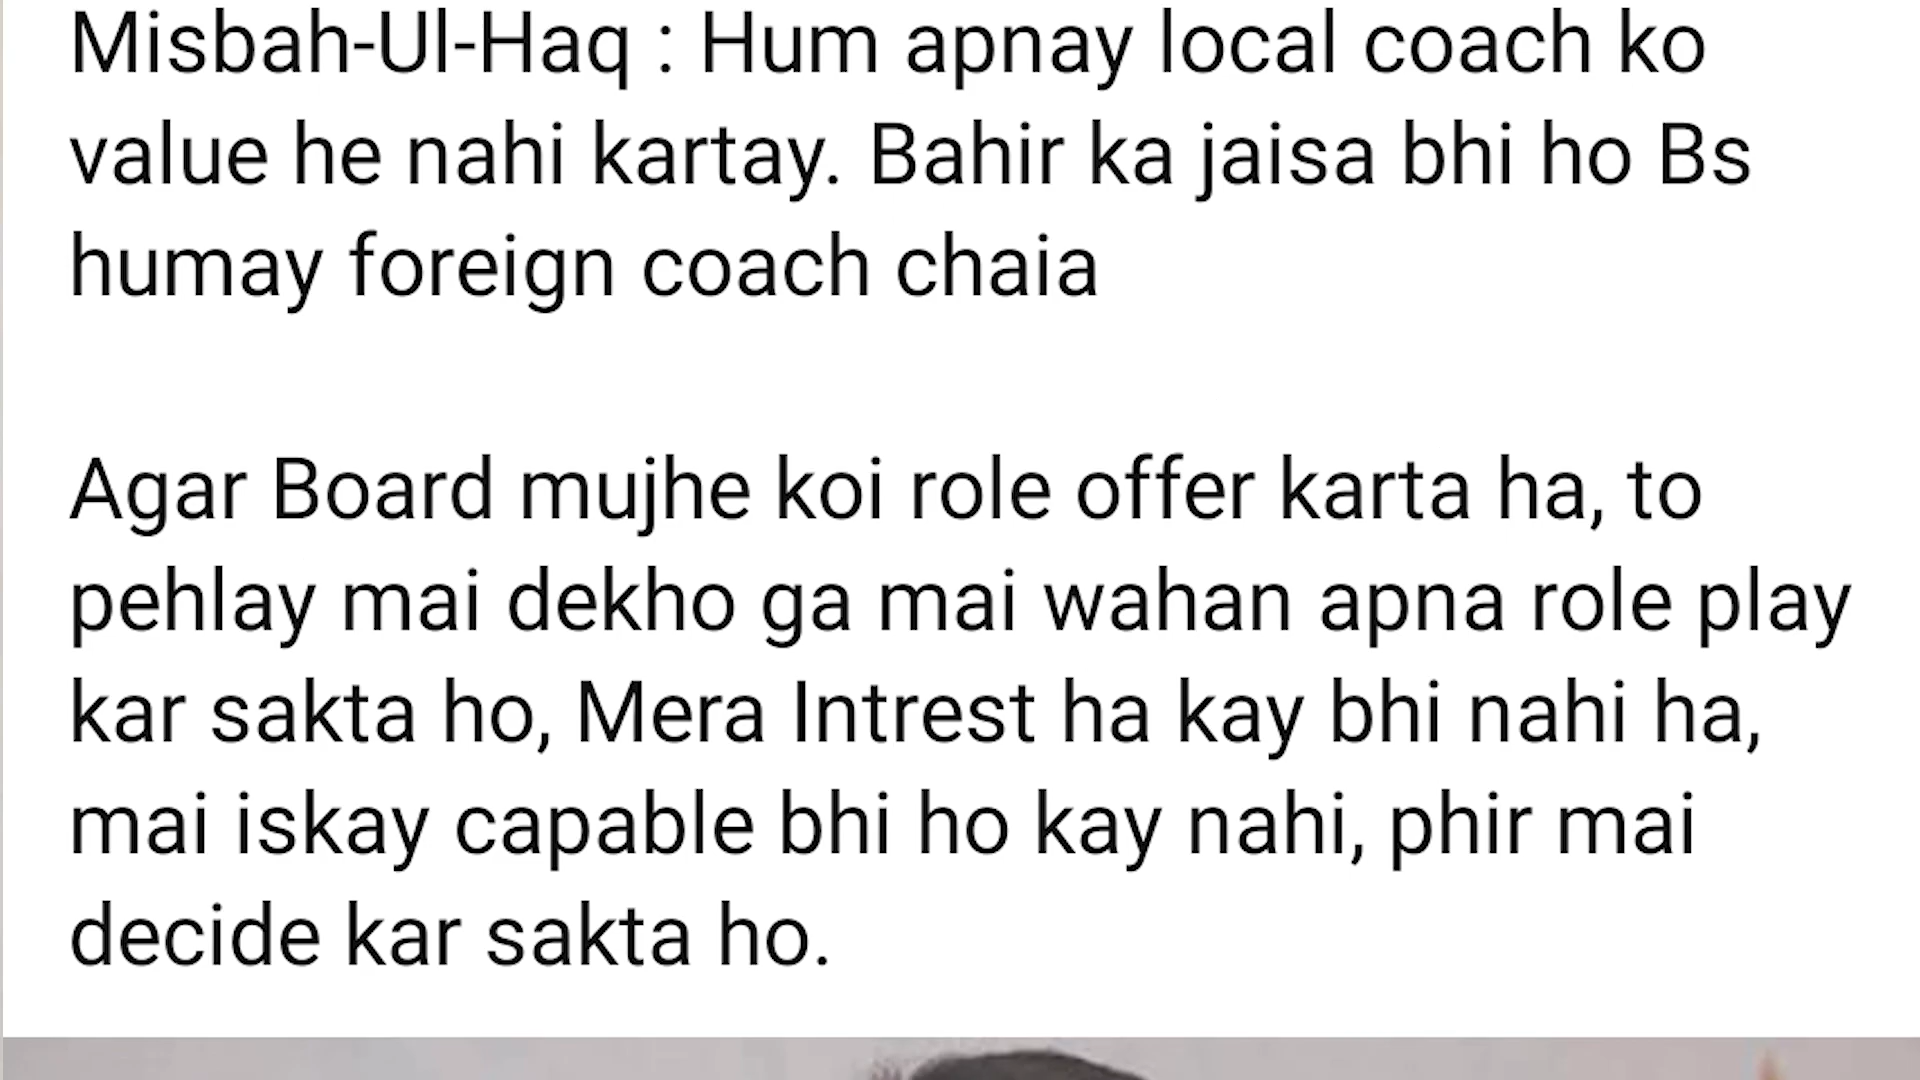 Misbah-Ul-Haq : Hum apnay local coach ko
value he nahi kartay. Bahir ka jaisa bhi ho Bs
humay foreign coach chaia
Agar Board mujhe koi role offer karta ha, to
pehlay mai dekho ga mai wahan apna role play
kar sakta ho, Mera Intrest ha kay bhi nahi ha,
mai iskay capable bhi ho kay nahi, phir mai
decide kar sakta ho.